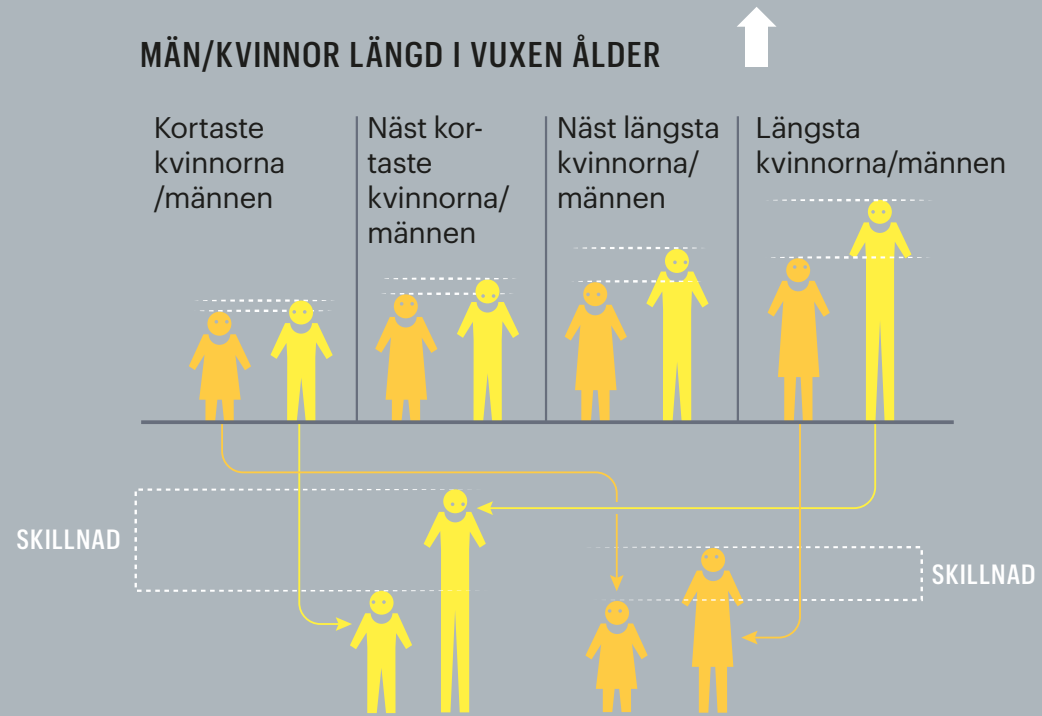 MÄN/KVINNOR LÄNGD I VUXEN ÅLDER
Kortaste
kvinnorna
/männen
Näst kor-
taste
kvinnorna/
männen
Näst längsta
kvinnorna/
männen
Längsta
kvinnorna/männen
SKILLNAD
SKILLNAD